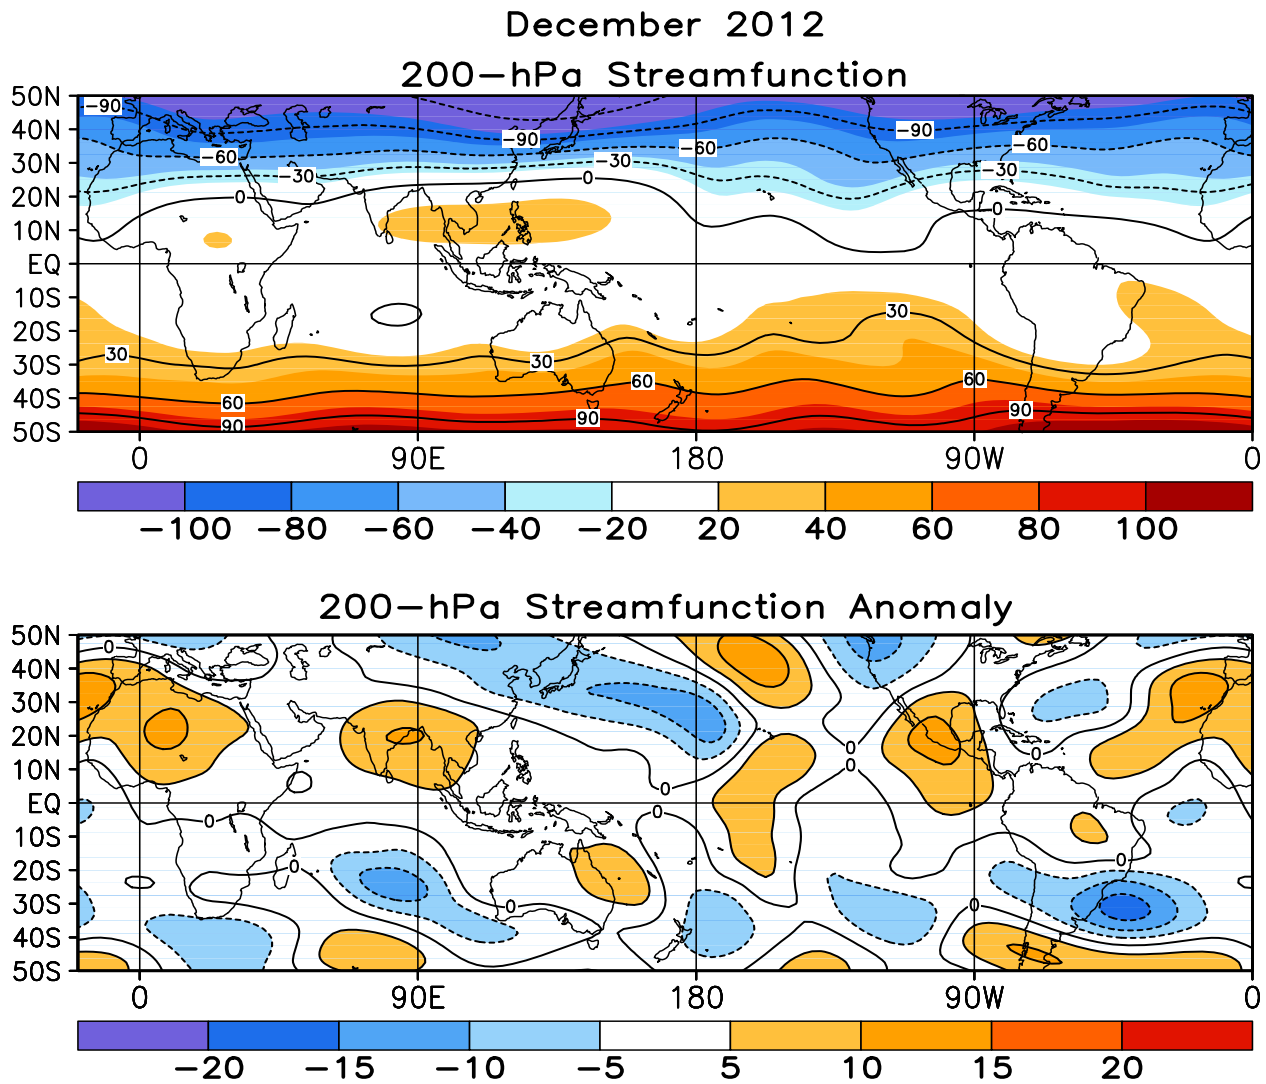 December 2012
200-hPa Streamfunction
50N
40N
30N
20N
10N
EQ
10S
20S
30S
40S
50S
-90
-60
-30
0
-90
-30
0
-60
-90
-60
-30
0
30
60
90
30
60
90
30
60
90
0 90E 180 90W 0
-100 -80 -60 -40 -20 20 40 60 80 100
200-hPa Streamfunction Anomaly
50N
40N
30N
20N
10N
EQ
10S
20S
30S
40S
50S
0
0
0
0
0
0
0
0
0
0
0
0 90E 180 90W 0
-20 -15 -10 -5 5 10 15 20